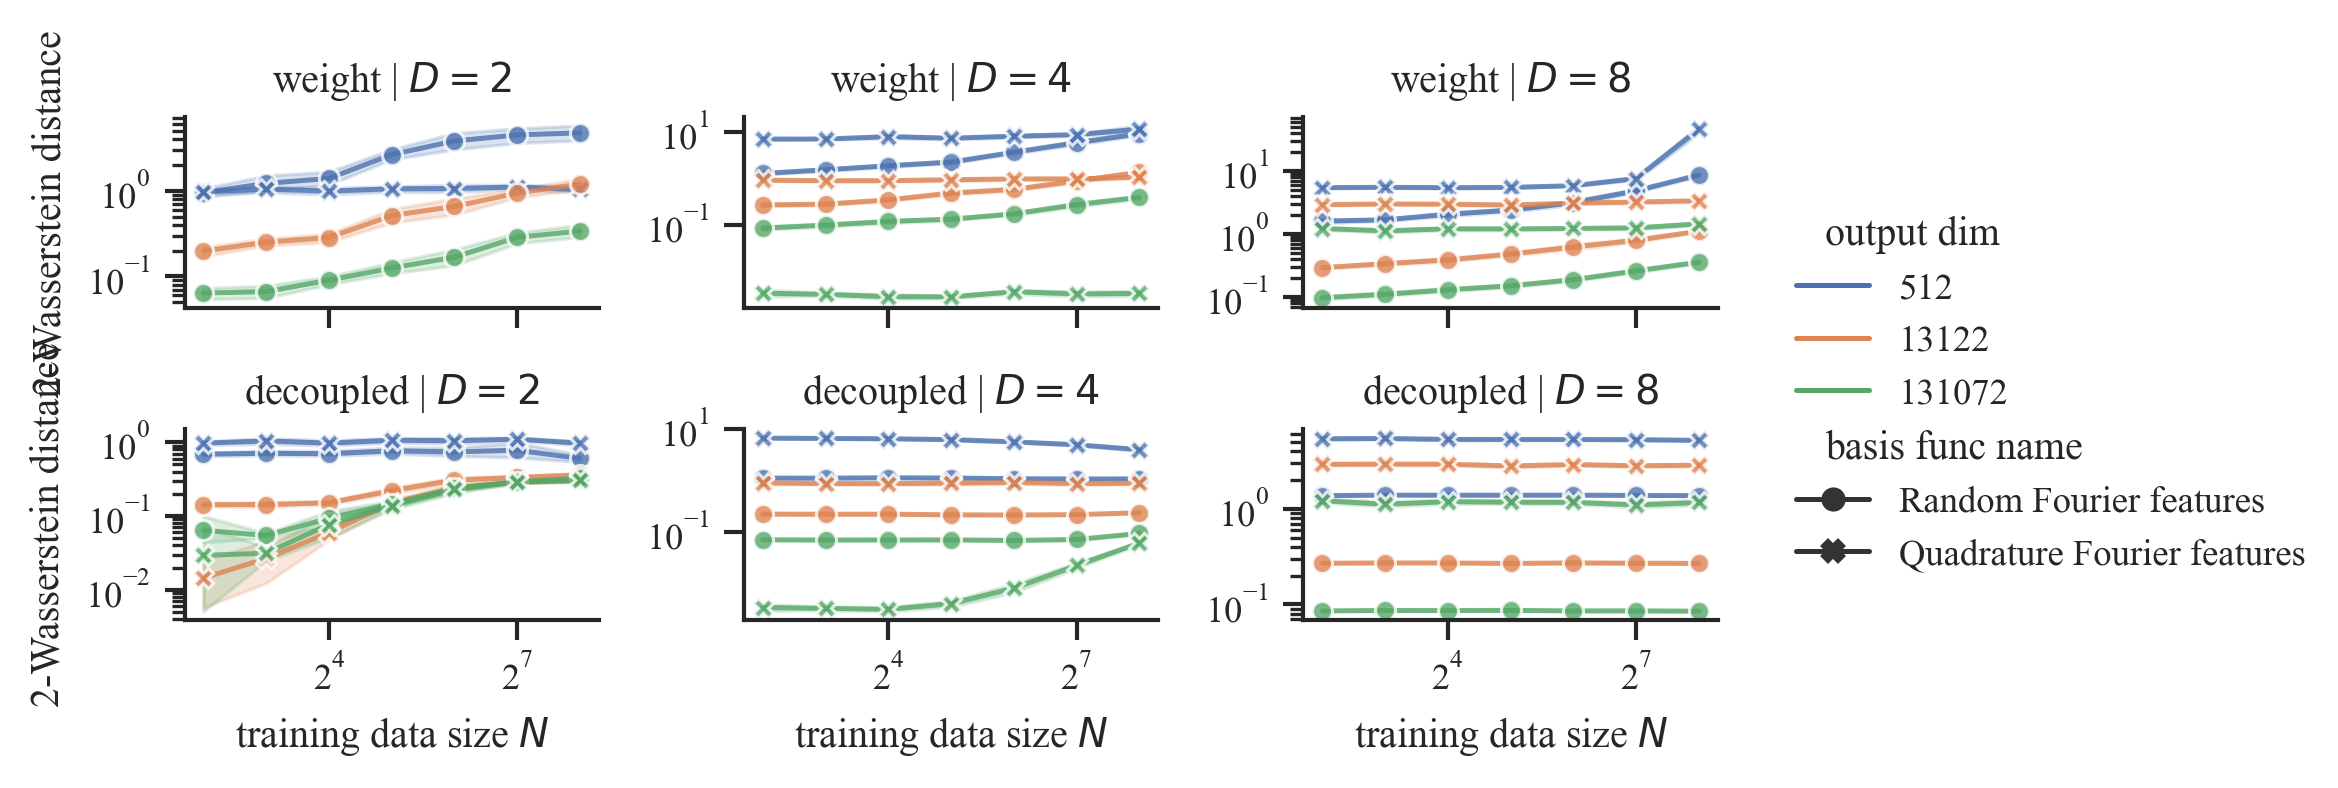 weight | D = 2
weight | D = 4
weight | D = 8
2-Wasserstein distance
10^0
10^-1
10^1
10^-1
10^1
10^0
10^-1
decoupled | D = 2
decoupled | D = 4
decoupled | D = 8
2-Wasserstein distance
10^0
10^-1
10^-2
10^1
10^-1
10^0
10^-1
2^4
2^7
2^4
2^7
2^4
2^7
training data size N
training data size N
training data size N
output dim
512
13122
131072
basis func name
Random Fourier features
Quadrature Fourier features